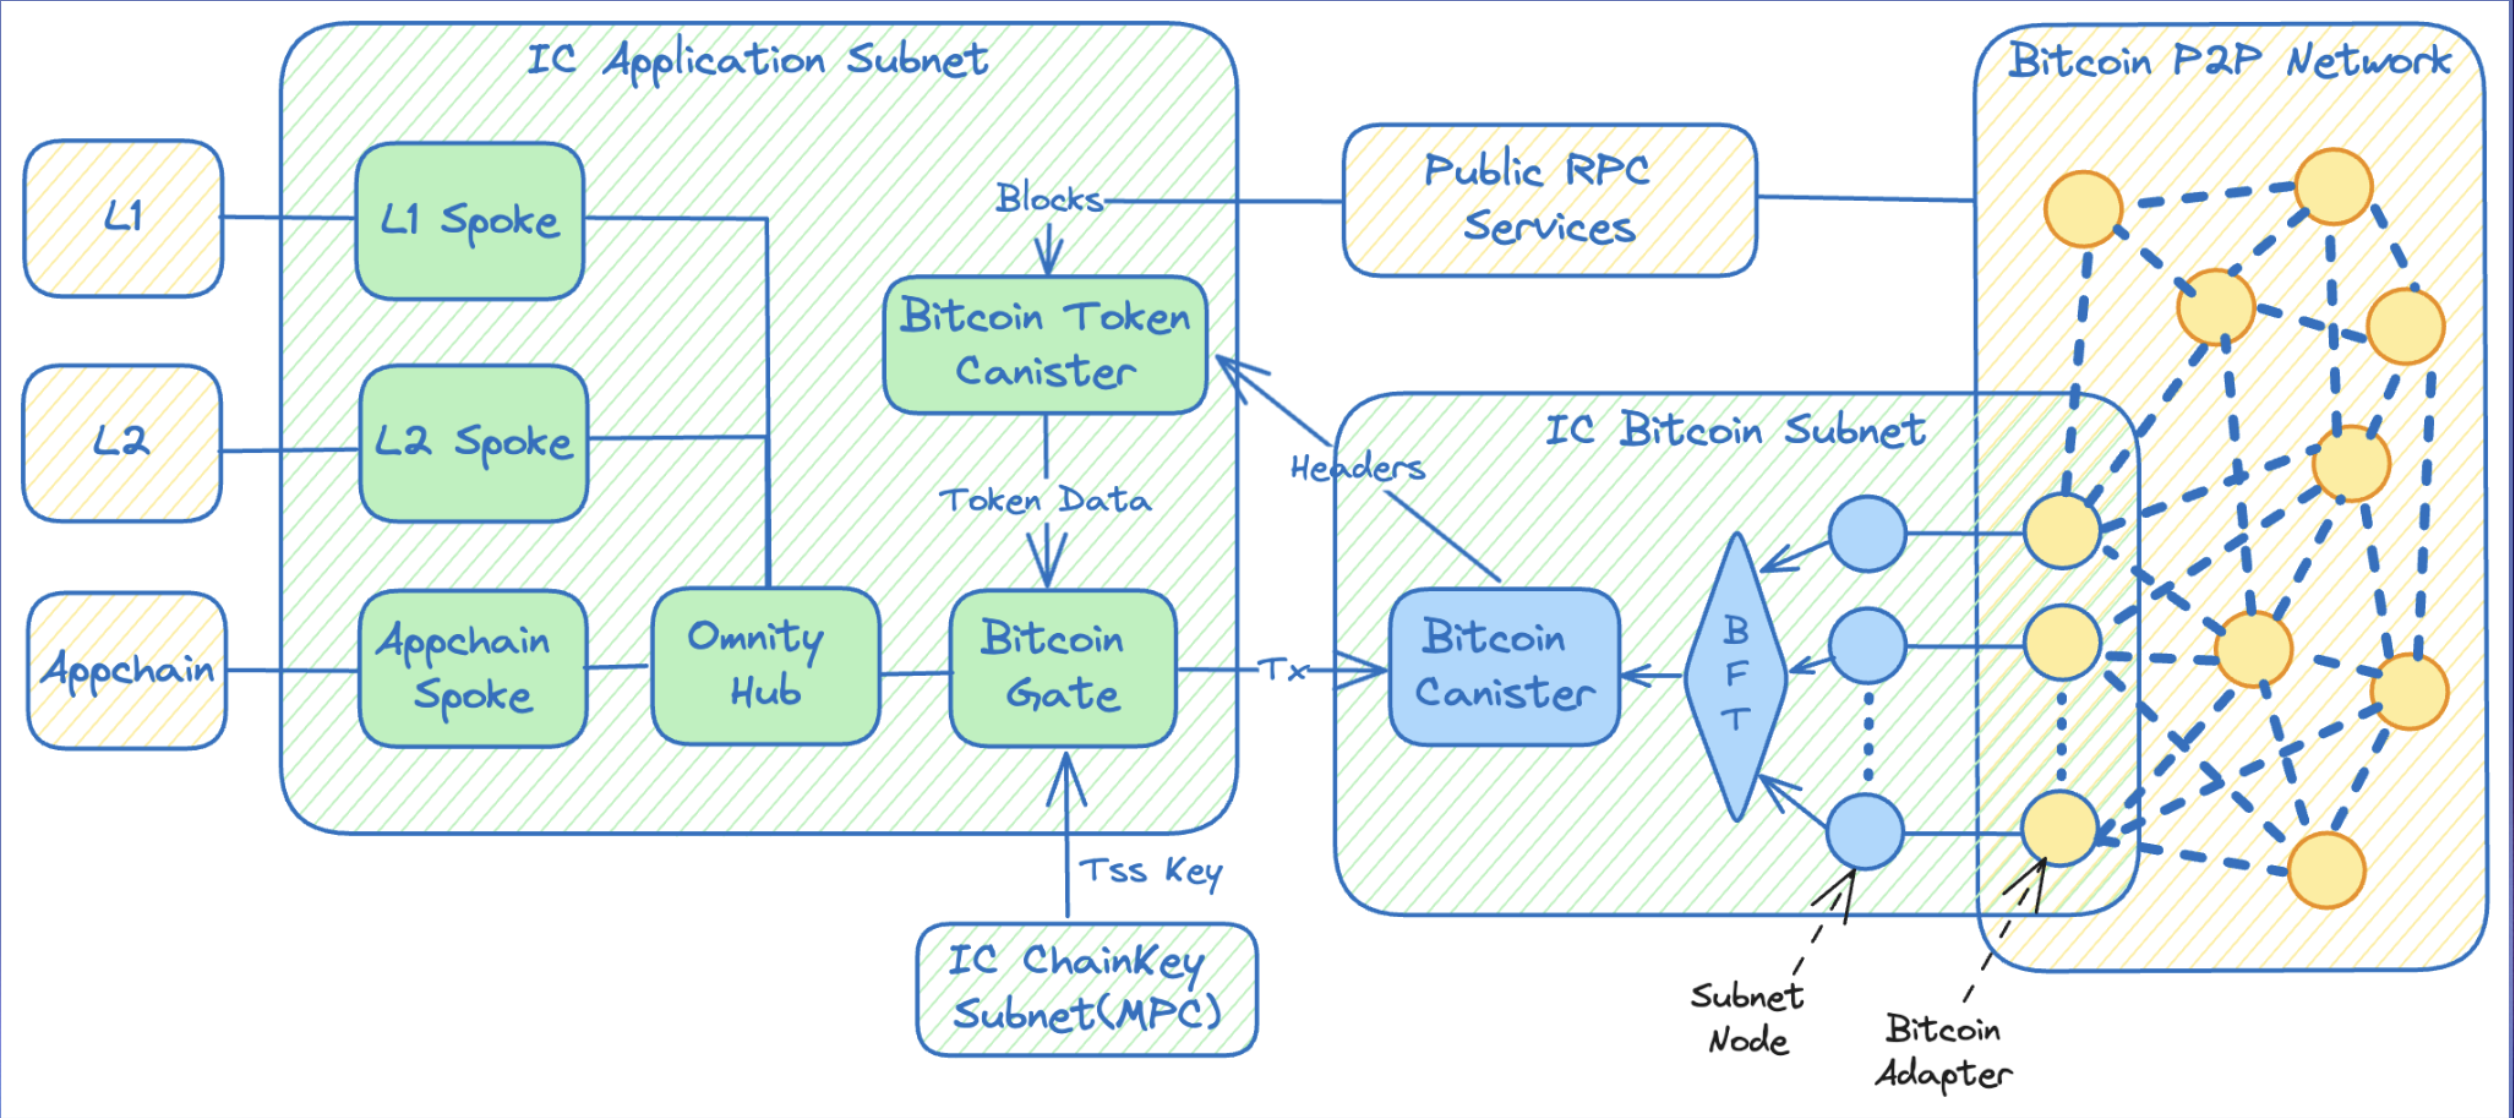 IC Application Subnet
Bitcoin P2P Network
L1
L1 Spoke
Blocks
Public RPC
Services
Bitcoin Token
Canister
L2
L2 Spoke
Token Data
Headers
IC Bitcoin Subnet
Appchain
Appchain
Spoke
Omnity
Hub
Bitcoin
Gate
Tx
Bitcoin
Canister
B
F
T
Tss Key
IC ChainKey
Subnet(MPC)
Subnet
Node
Bitcoin
Adapter